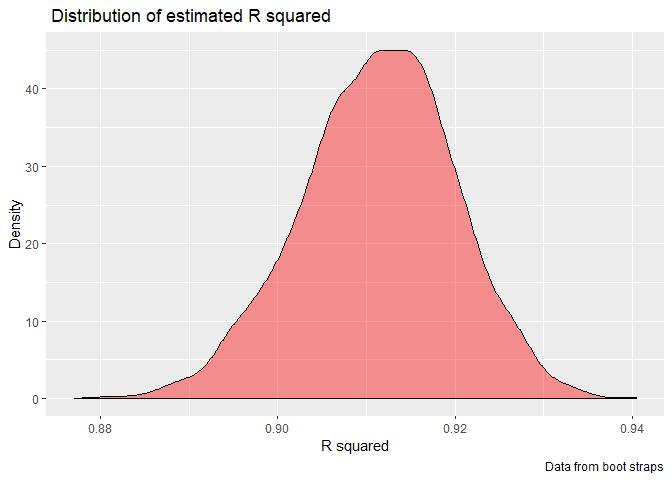 Distribution of estimated R squared
Density
40
30
20
10
0
0.88
0.90
0.92
0.94
R squared
Data from boot straps